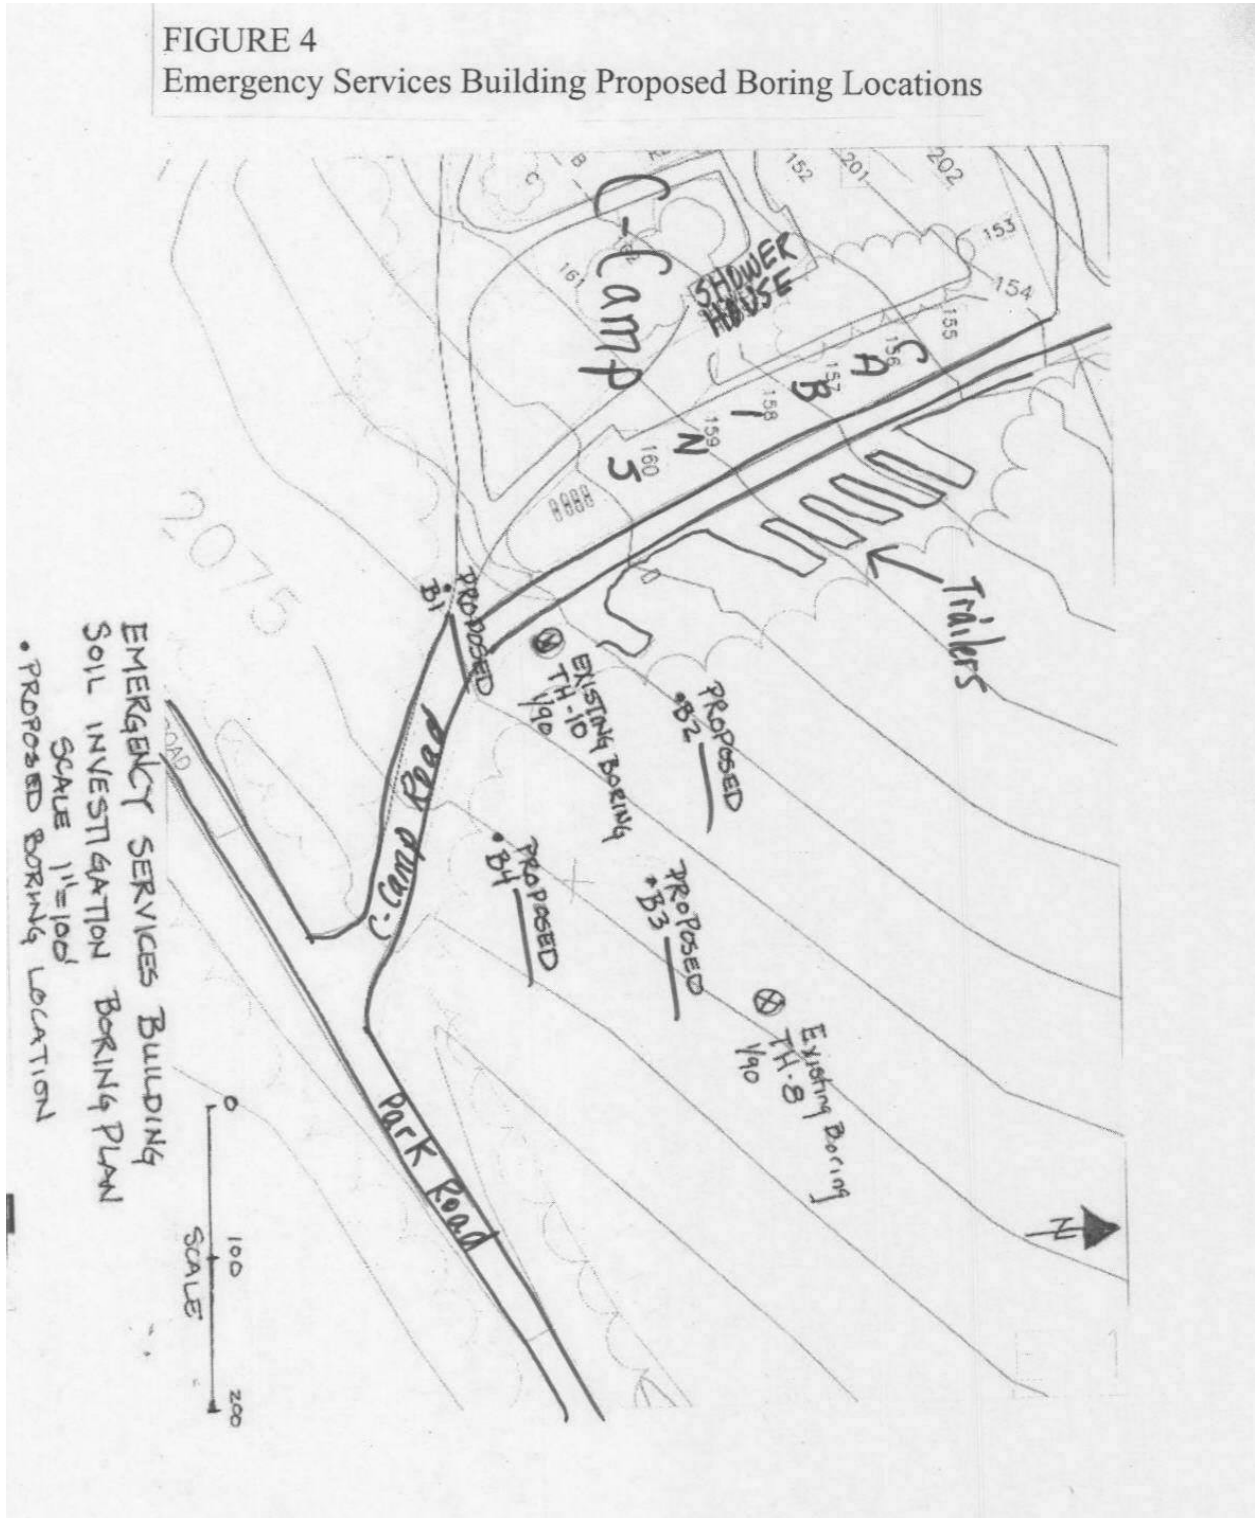 FIGURE 4
Emergency Services Building Proposed Boring Locations
B
C
152
201
202
153
154
155
156
157
158
159
160
161
162
C-Camp
SHOWER
HOUSE
CABINS
Trailers
2075
PROPOSED
B1
EXISTING BORING
TH-10
1/90
PROPOSED
B2
PROPOSED
B3
PROPOSED
B4
Existing Boring
TH-8
1/90
C-Camp Road
ROAD
Park Road
N
EMERGENCY SERVICES BUILDING
SOIL INVESTIGATION BORING PLAN
SCALE 1"=100'
• PROPOSED BORING LOCATION
0
100
200
SCALE